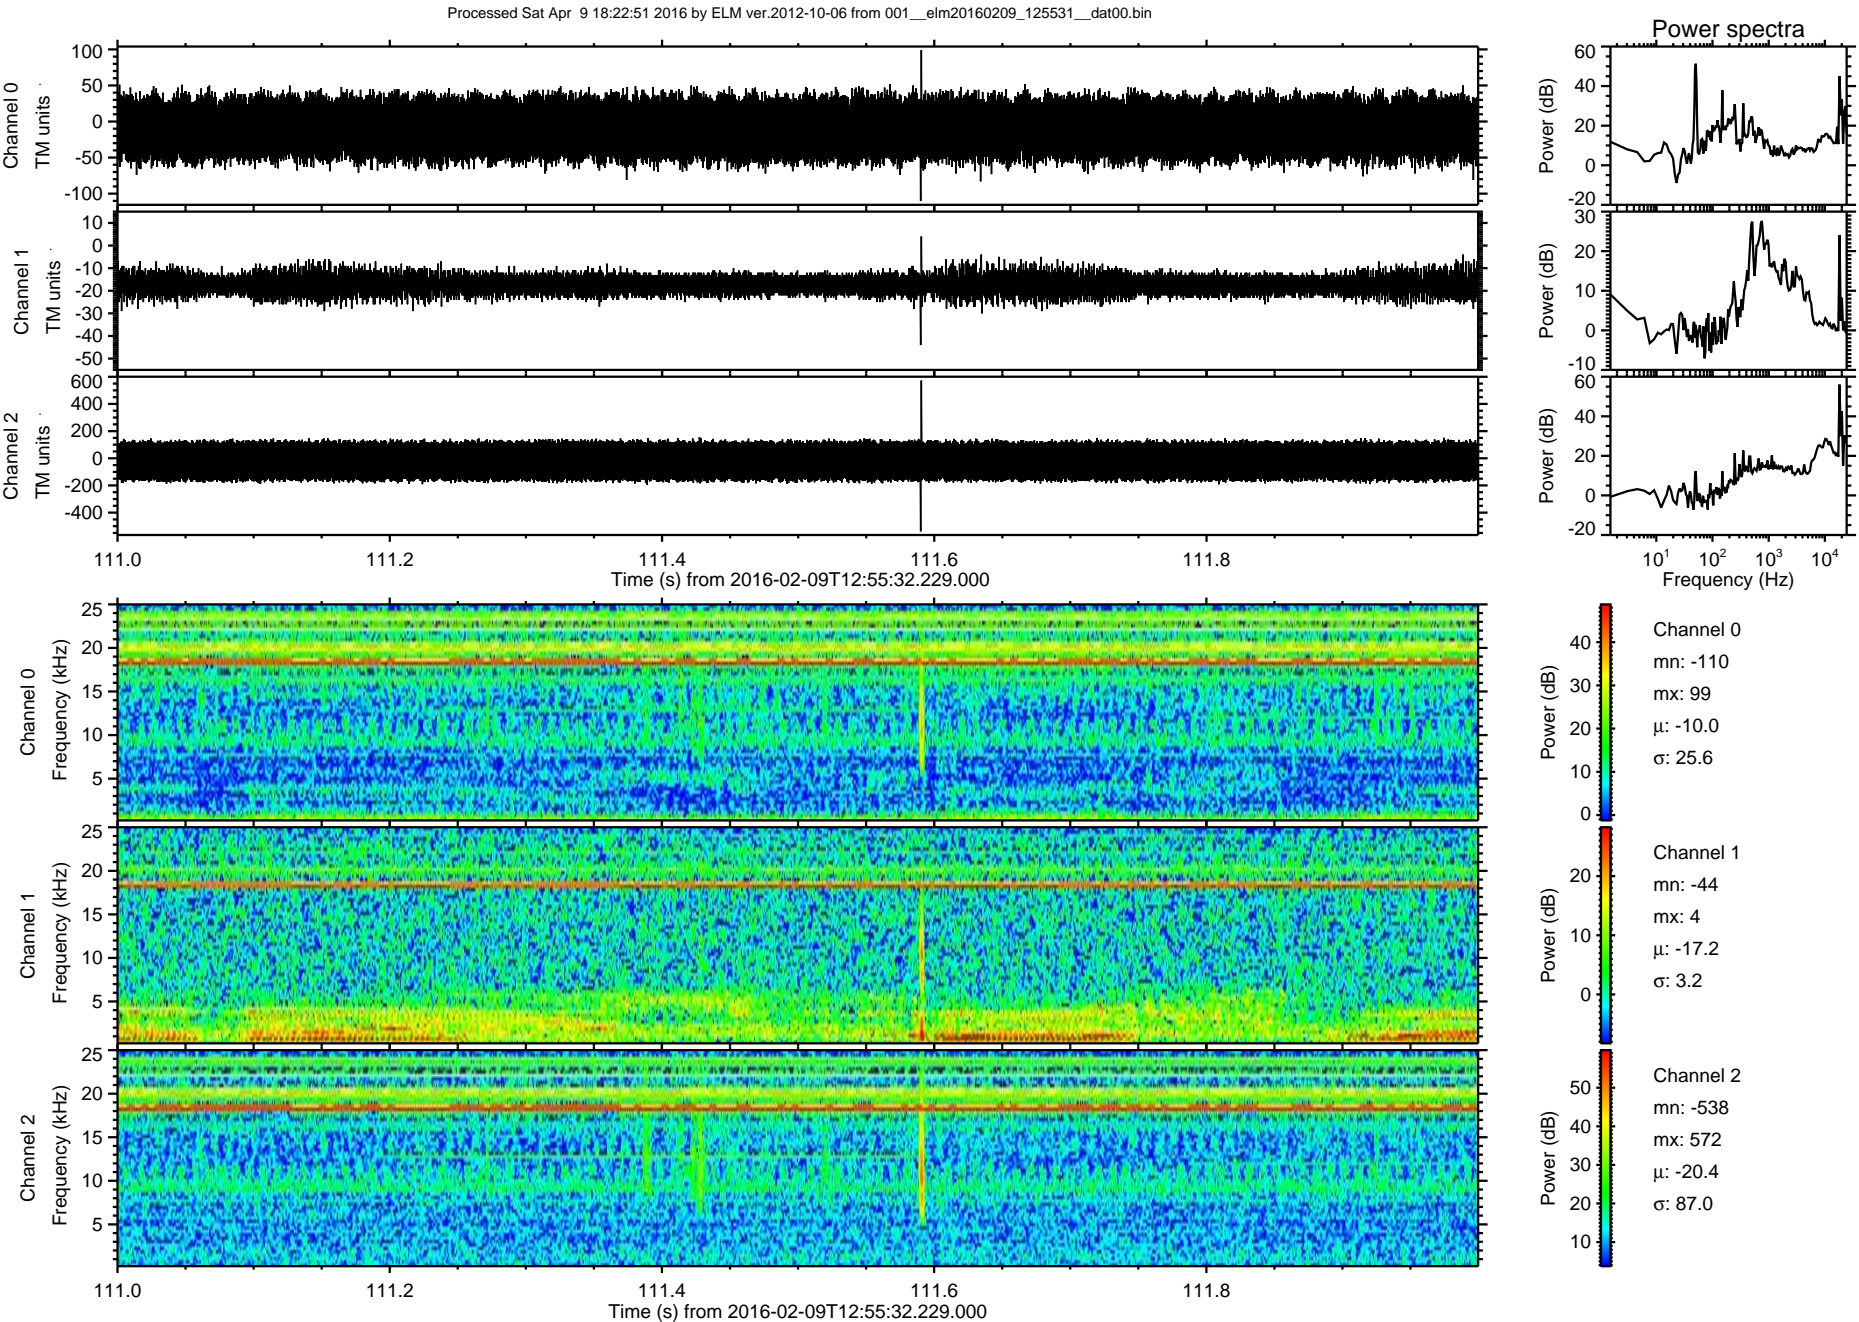 Processed Sat Apr  9 18:22:51 2016 by ELM ver.2012-10-06 from 001__elm20160209_125531__dat00.bin
Power spectra
Channel 0
TM units
100
50
0
-50
-100
Power (dB)
60
40
20
0
-20
Channel 1
TM units
10
0
-10
-20
-30
-40
-50
Power (dB)
30
20
10
0
-10
Channel 2
TM units
600
400
200
0
-200
-400
Power (dB)
60
40
20
0
-20
111.0 111.2 111.4 111.6 111.8
Time (s) from 2016-02-09T12:55:32.229.000
10^1 10^2 10^3 10^4
Frequency (Hz)
Channel 0
Frequency (kHz)
25
20
15
10
5
Power (dB)
40
30
20
10
0
Channel 0
mn: -110
mx: 99
μ: -10.0
σ: 25.6
Channel 1
Frequency (kHz)
25
20
15
10
5
Power (dB)
20
10
0
Channel 1
mn: -44
mx: 4
μ: -17.2
σ: 3.2
Channel 2
Frequency (kHz)
25
20
15
10
5
Power (dB)
50
40
30
20
10
Channel 2
mn: -538
mx: 572
μ: -20.4
σ: 87.0
111.0 111.2 111.4 111.6 111.8
Time (s) from 2016-02-09T12:55:32.229.000